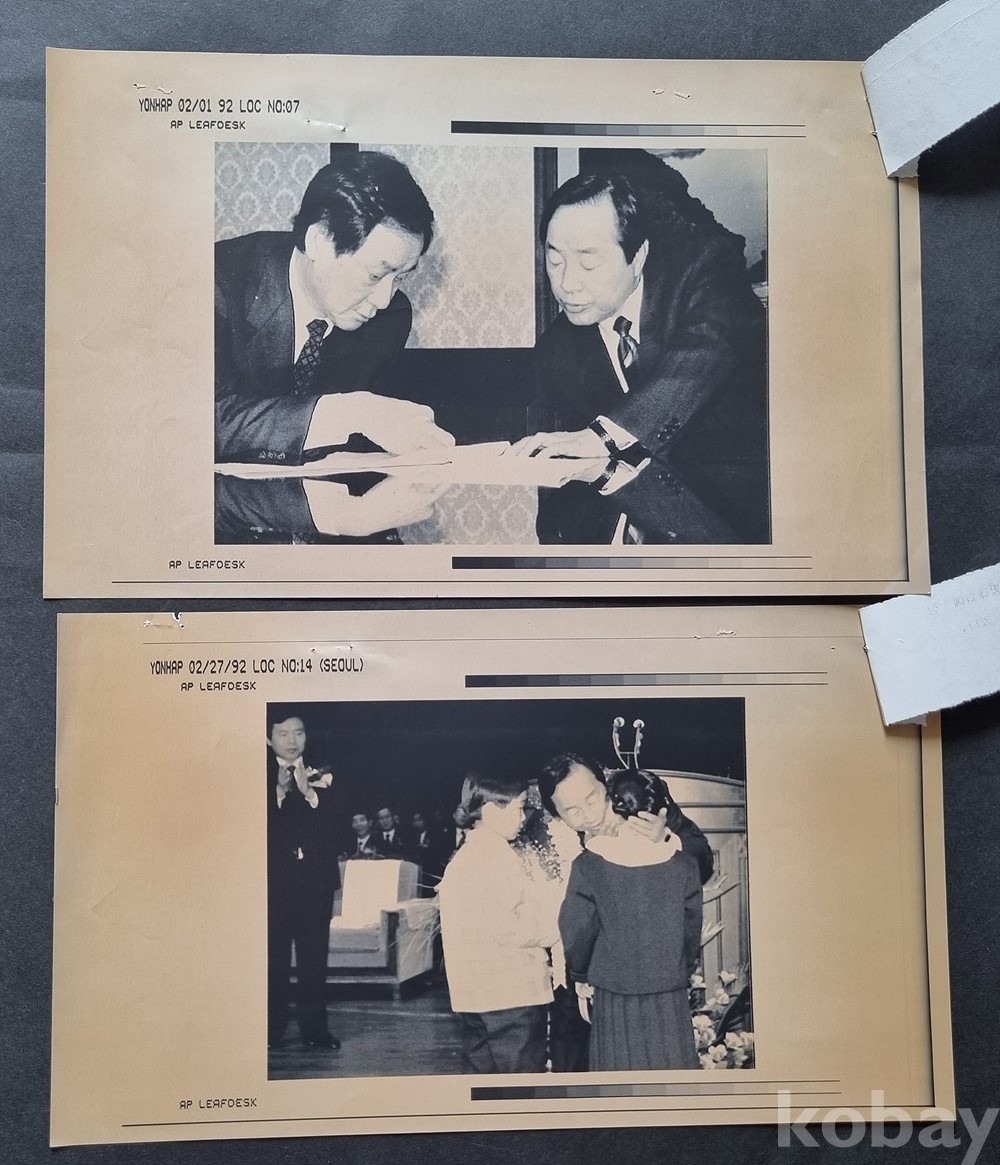 YONHAP 02/01 92 LOC NO:07
AP LEAFDESK
AP LEAFDESK
YONHAP 02/27/92 LOC NO:14 (SEOUL)
AP LEAFDESK
AP LEAFDESK
kobay